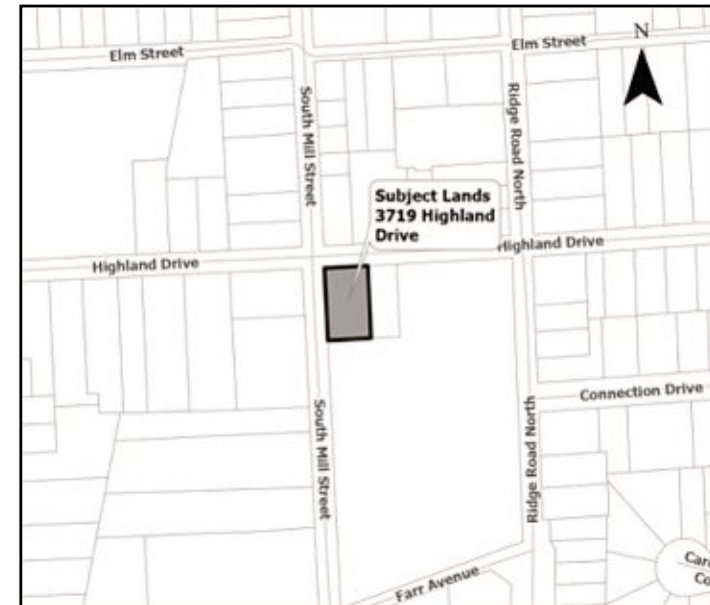 Elm Street
Elm Street
N
South Mill Street
Ridge Road North
Subject Lands
3719 Highland
Drive
Highland Drive
Highland Drive
Connection Drive
South Mill Street
Ridge Road North
Farr Avenue